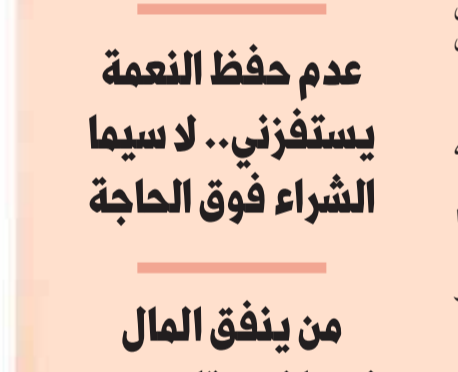 عدم حفظ النعمة
يستفزني.. لا سيما
الشراء فوق الحاجة
من ينفق المال